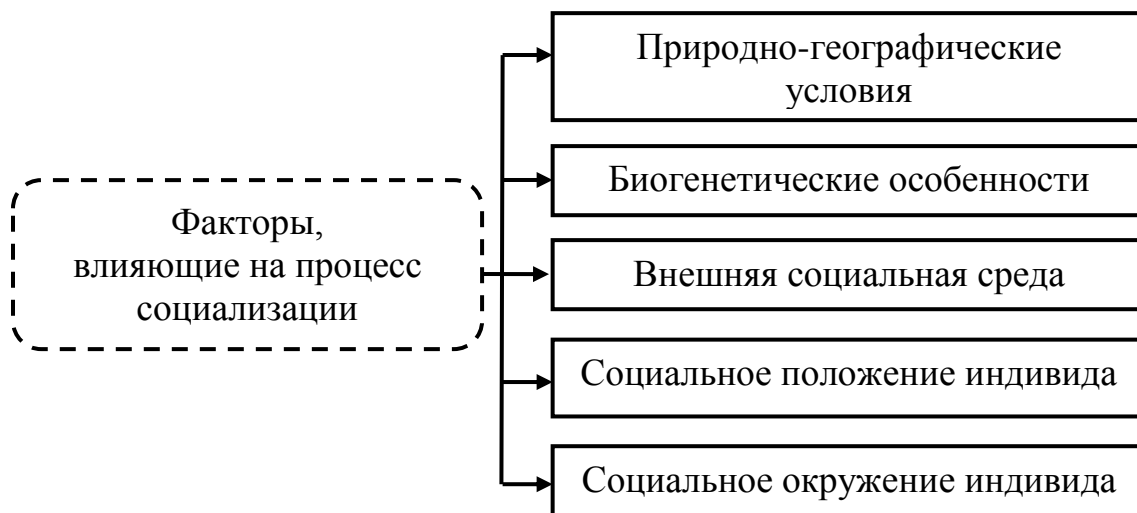 Факторы,
влияющие на процесс
социализации
Природно-географические
условия
Биогенетические особенности
Внешняя социальная среда
Социальное положение индивида
Социальное окружение индивида